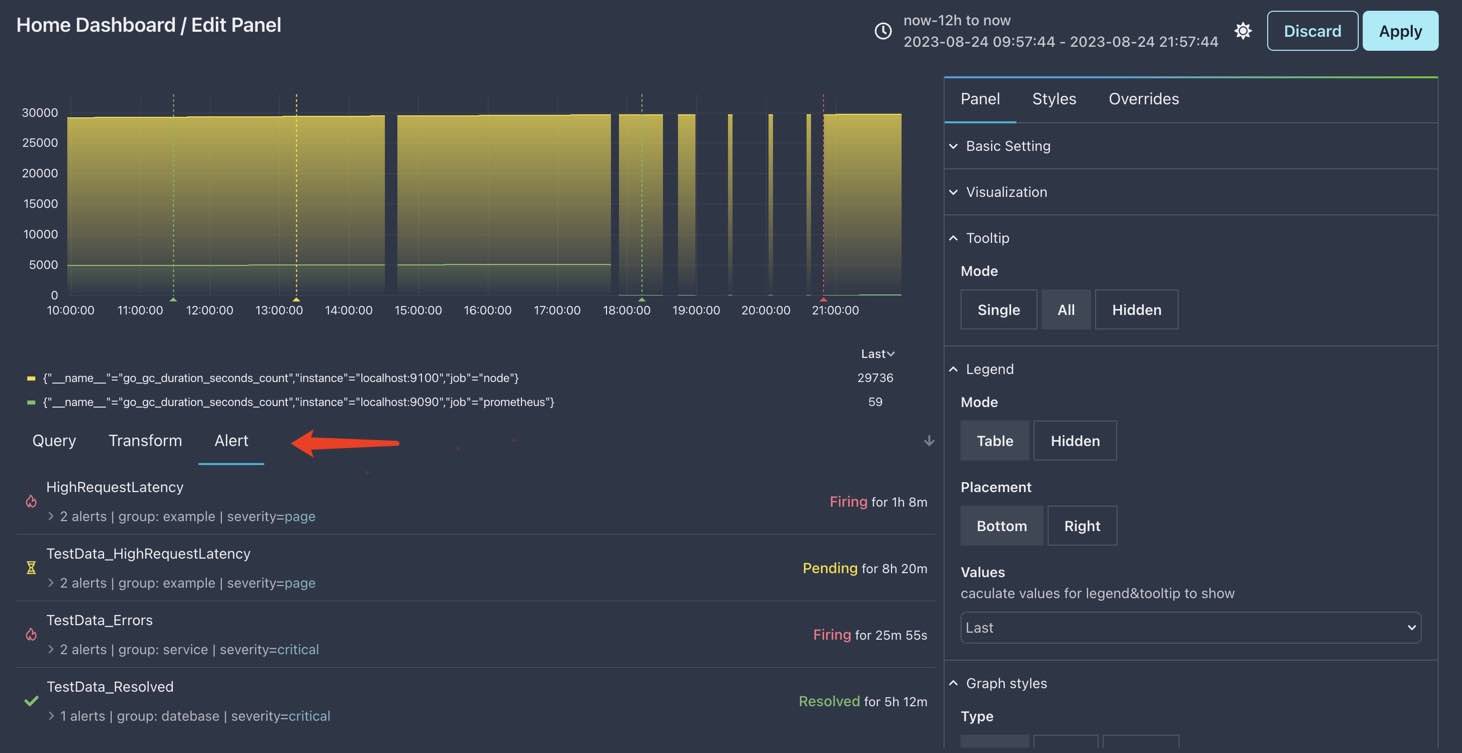 Home Dashboard / Edit Panel
now-12h to now
2023-08-24 09:57:44 - 2023-08-24 21:57:44
Discard
Apply
30000
25000
20000
15000
10000
5000
0
10:00:00 11:00:00 12:00:00 13:00:00 14:00:00 15:00:00 16:00:00 17:00:00 18:00:00 19:00:00 20:00:00 21:00:00
Last
{"__name__"="go_gc_duration_seconds_count","instance"="localhost:9100","job"="node"} 29736
{"__name__"="go_gc_duration_seconds_count","instance"="localhost:9090","job"="prometheus"} 59
Query Transform Alert
HighRequestLatency
Firing for 1h 8m
2 alerts | group: example | severity=page
TestData_HighRequestLatency
Pending for 8h 20m
2 alerts | group: example | severity=page
TestData_Errors
Firing for 25m 55s
2 alerts | group: service | severity=critical
TestData_Resolved
Resolved for 5h 12m
1 alerts | group: datebase | severity=critical
Panel Styles Overrides
Basic Setting
Visualization
Tooltip
Mode
Single All Hidden
Legend
Mode
Table Hidden
Placement
Bottom Right
Values
caculate values for legend&tooltip to show
Last
Graph styles
Type